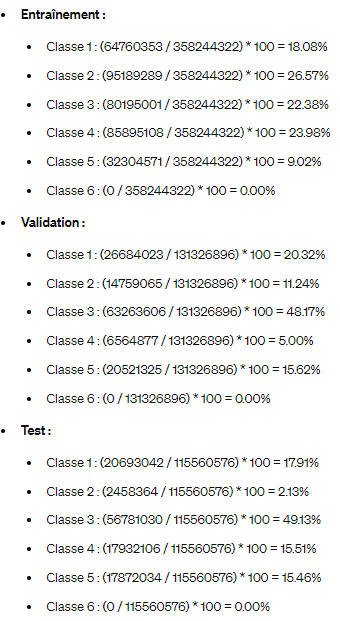 Entraînement :
Classe 1 : (64760353 / 358244322) * 100 = 18.08%
Classe 2 : (95189289 / 358244322) * 100 = 26.57%
Classe 3 : (80195001 / 358244322) * 100 = 22.38%
Classe 4 : (85895108 / 358244322) * 100 = 23.98%
Classe 5 : (32304571 / 358244322) * 100 = 9.02%
Classe 6 : (0 / 358244322) * 100 = 0.00%
Validation :
Classe 1 : (26684023 / 131326896) * 100 = 20.32%
Classe 2 : (14759065 / 131326896) * 100 = 11.24%
Classe 3 : (63263606 / 131326896) * 100 = 48.17%
Classe 4 : (6564877 / 131326896) * 100 = 5.00%
Classe 5 : (20521325 / 131326896) * 100 = 15.62%
Classe 6 : (0 / 131326896) * 100 = 0.00%
Test :
Classe 1 : (20693042 / 115560576) * 100 = 17.91%
Classe 2 : (2458364 / 115560576) * 100 = 2.13%
Classe 3 : (56781030 / 115560576) * 100 = 49.13%
Classe 4 : (17932106 / 115560576) * 100 = 15.51%
Classe 5 : (17872034 / 115560576) * 100 = 15.46%
Classe 6 : (0 / 115560576) * 100 = 0.00%